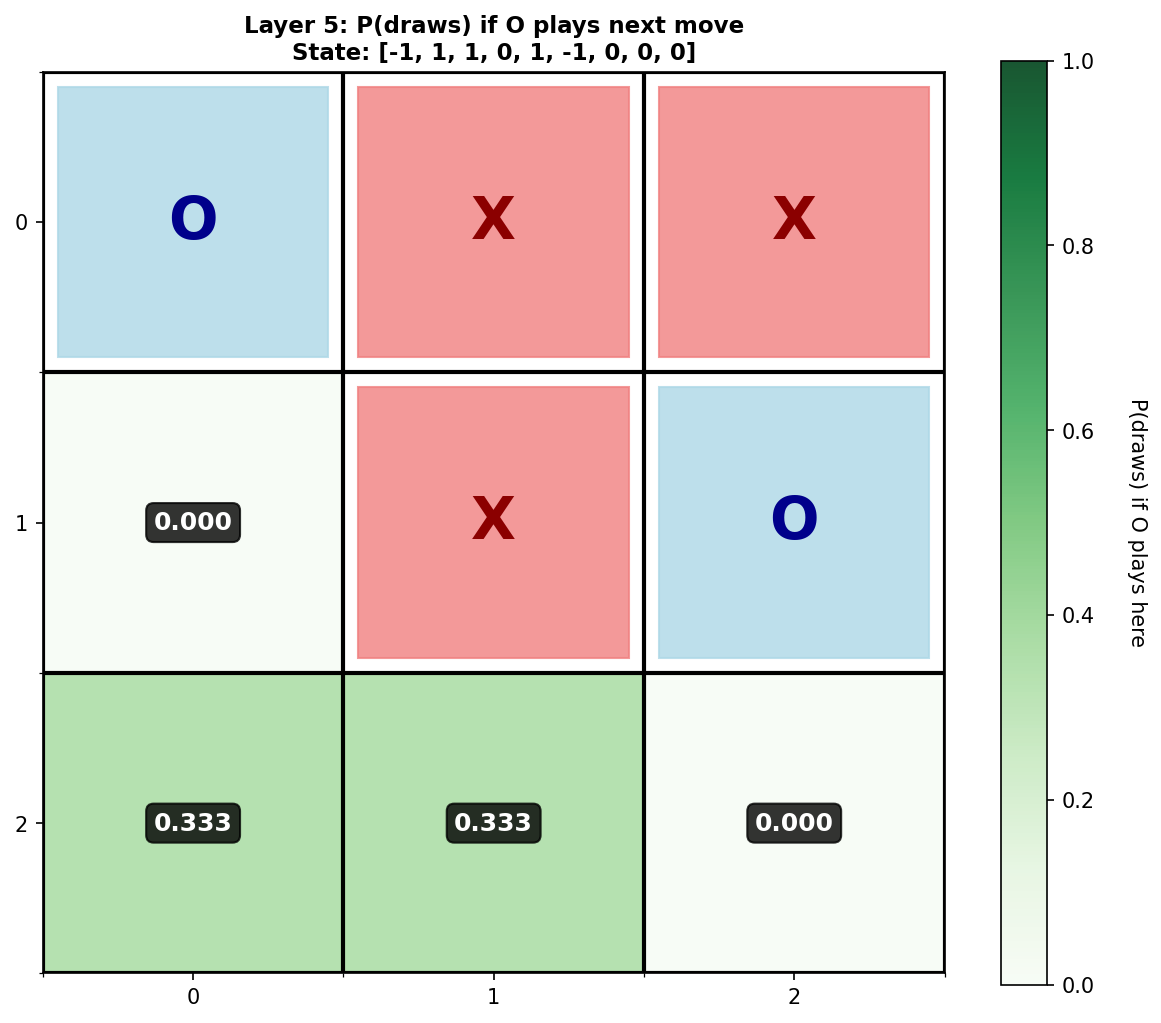 Layer 5: P(draws) if O plays next move
State: [-1, 1, 1, 0, 1, -1, 0, 0, 0]
0
O
X
X
1
0.000
X
O
2
0.333
0.333
0.000
0
1
2
1.0
0.8
0.6
0.4
0.2
0.0
P(draws) if O plays here